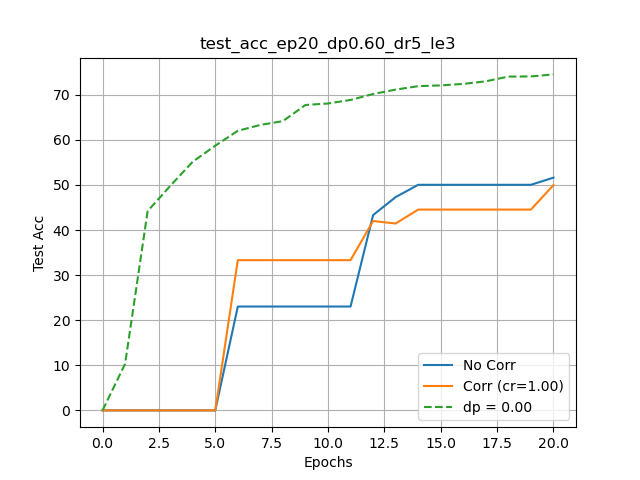 test_acc_ep20_dp0.60_dr5_le3
Test Acc
70
60
50
40
30
20
10
0
No Corr
Corr (cr=1.00)
dp = 0.00
0.0 2.5 5.0 7.5 10.0 12.5 15.0 17.5 20.0
Epochs